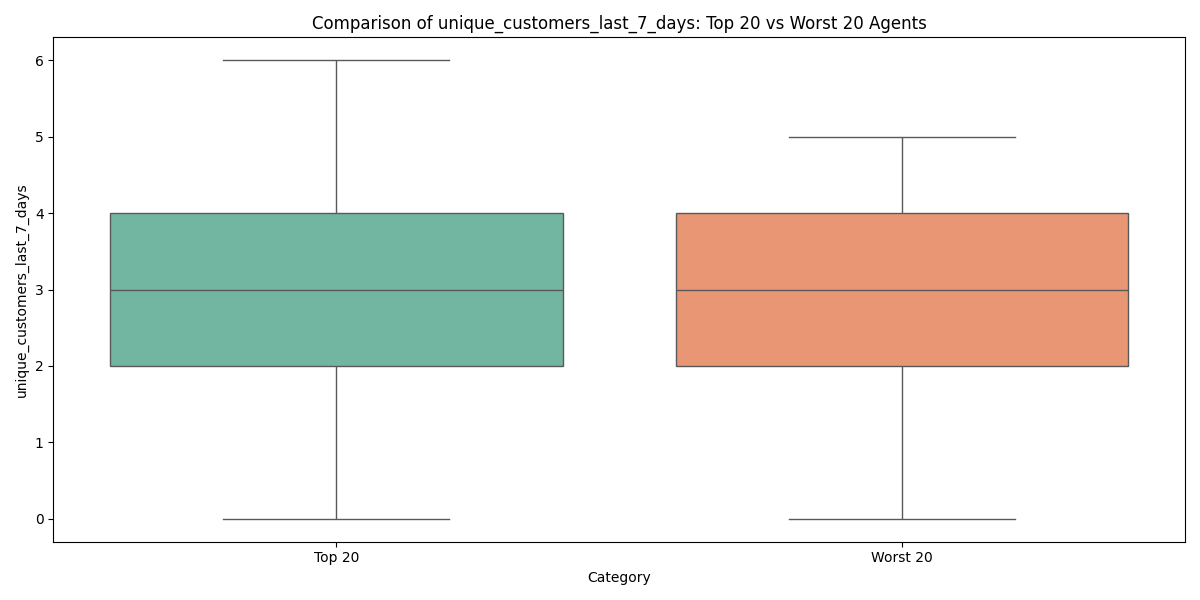 Comparison of unique_customers_last_7_days: Top 20 vs Worst 20 Agents
unique_customers_last_7_days
6
5
4
3
2
1
0
Top 20
Worst 20
Category